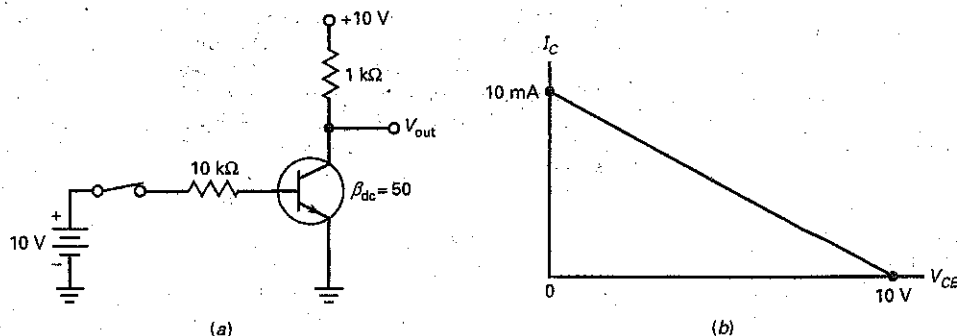 +10 V
1 kΩ
V_out
10 kΩ
β_dc = 50
+
10 V
−
(a)
I_C
10 mA
0
10 V
V_CE
(b)